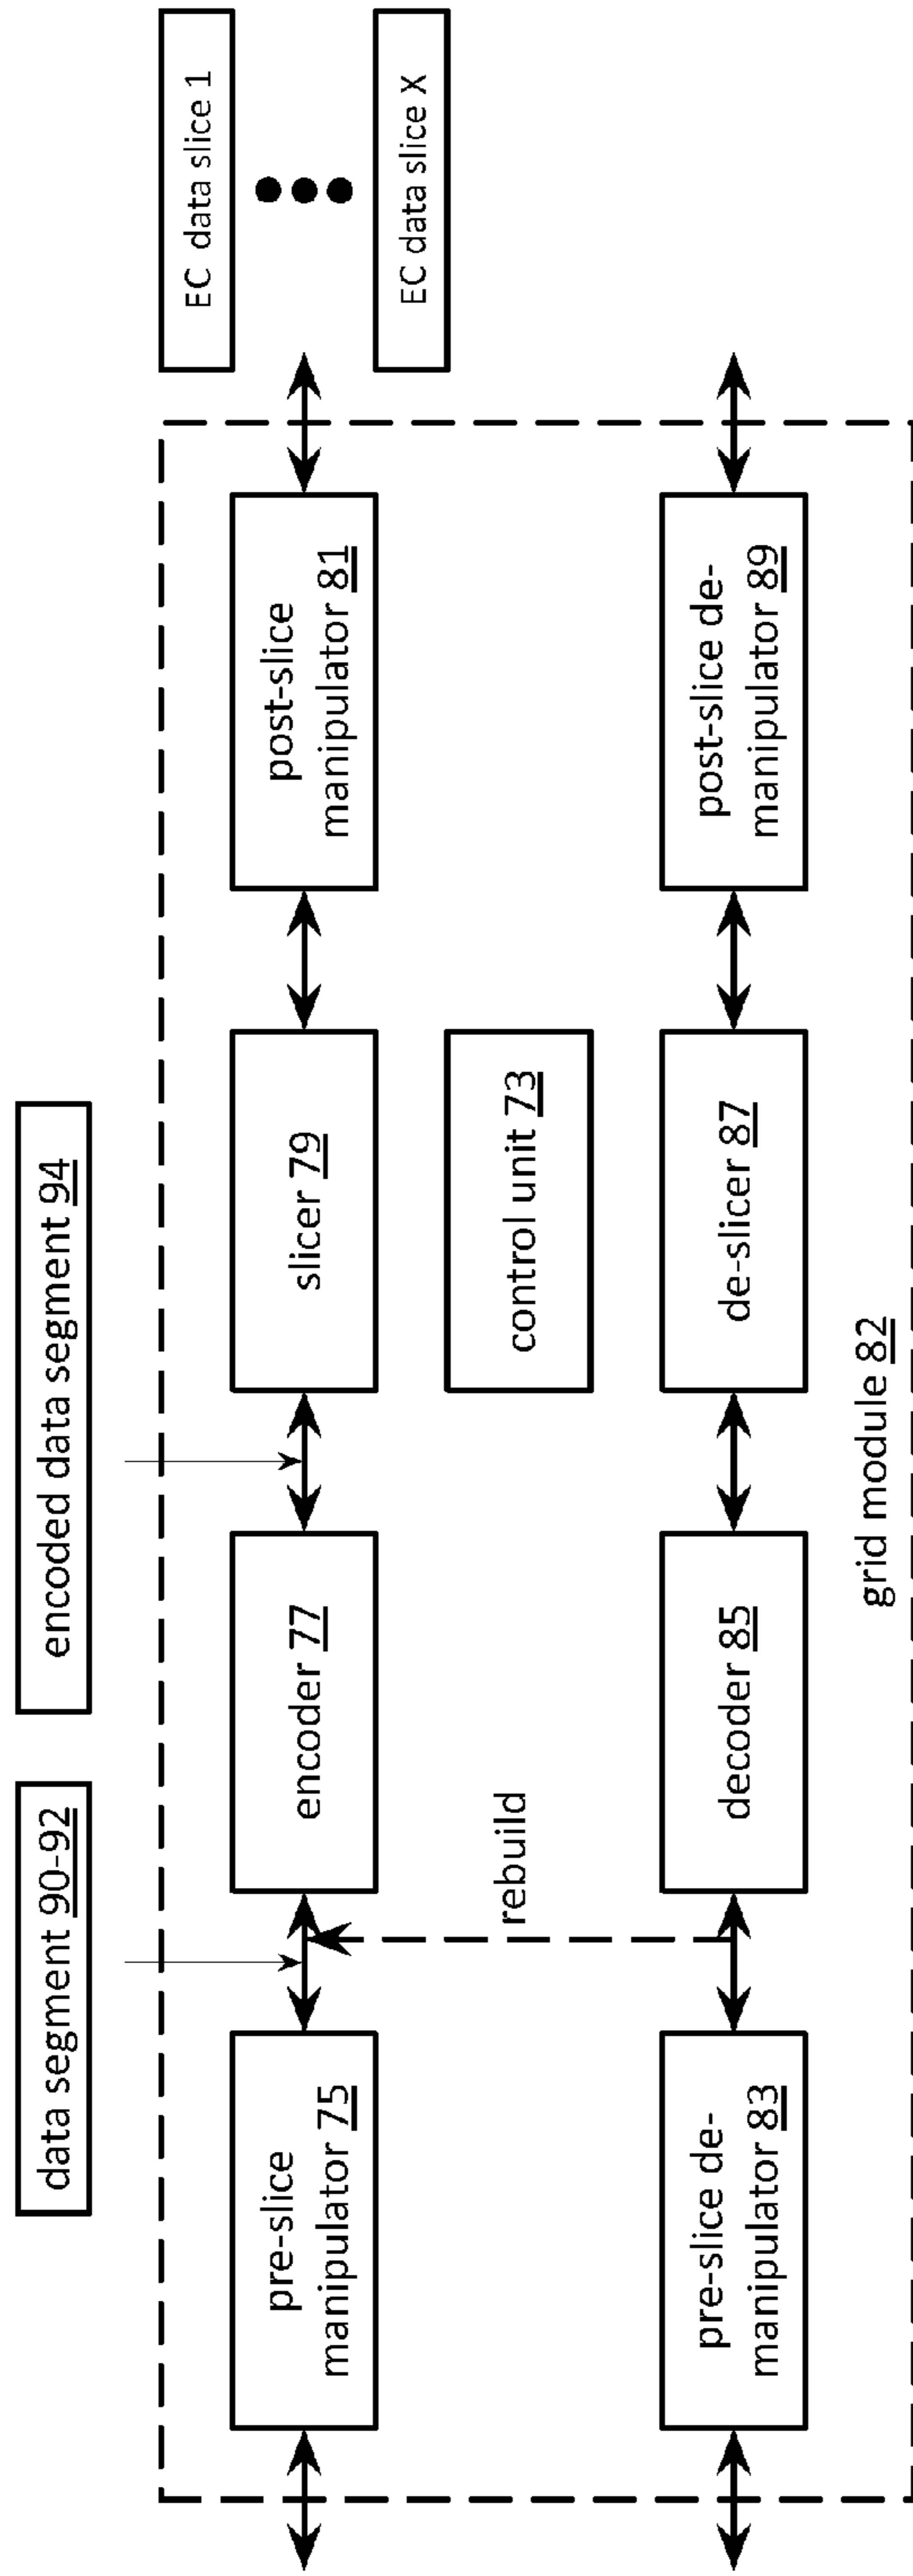 data segment 90-92
encoded data segment 94
EC data slice 1
EC data slice X
pre-slice
manipulator 75
encoder 77
slicer 79
post-slice
manipulator 81
rebuild
control unit 73
pre-slice de-
manipulator 83
decoder 85
de-slicer 87
post-slice de-
manipulator 89
grid module 82